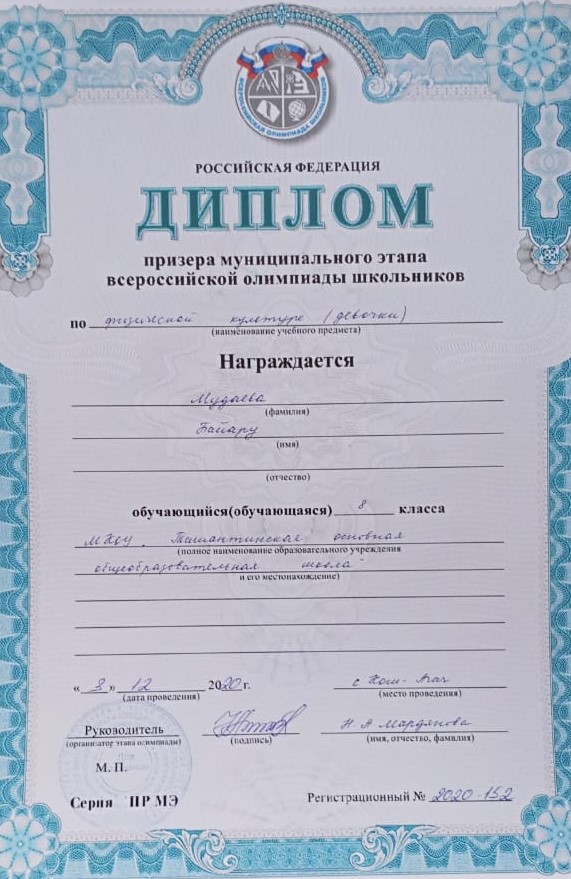 ВСЕРОССИЙСКАЯ ОЛИМПИАДА ШКОЛЬНИКОВ
РОССИЙСКАЯ ФЕДЕРАЦИЯ
ДИПЛОМ
призера муниципального этапа
всероссийской олимпиады школьников
по физической культуре (девочки)
(наименование учебного предмета)
Награждается
Мудаева
(фамилия)
Байару
(имя)
(отчество)
обучающийся(обучающаяся) 8 класса
МКОУ Ташантинская основная
(полное наименование образовательного учреждения
общеобразовательная школа
и его местонахождение)
«3» 12 2020 г. с Кош-Агач
(дата проведения) (место проведения)
Руководитель Н. А Мардянова
(организатор этапа олимпиады) (подпись) (имя, отчество, фамилия)
М. П.
Серия ПР МЭ Регистрационный № 2020-152